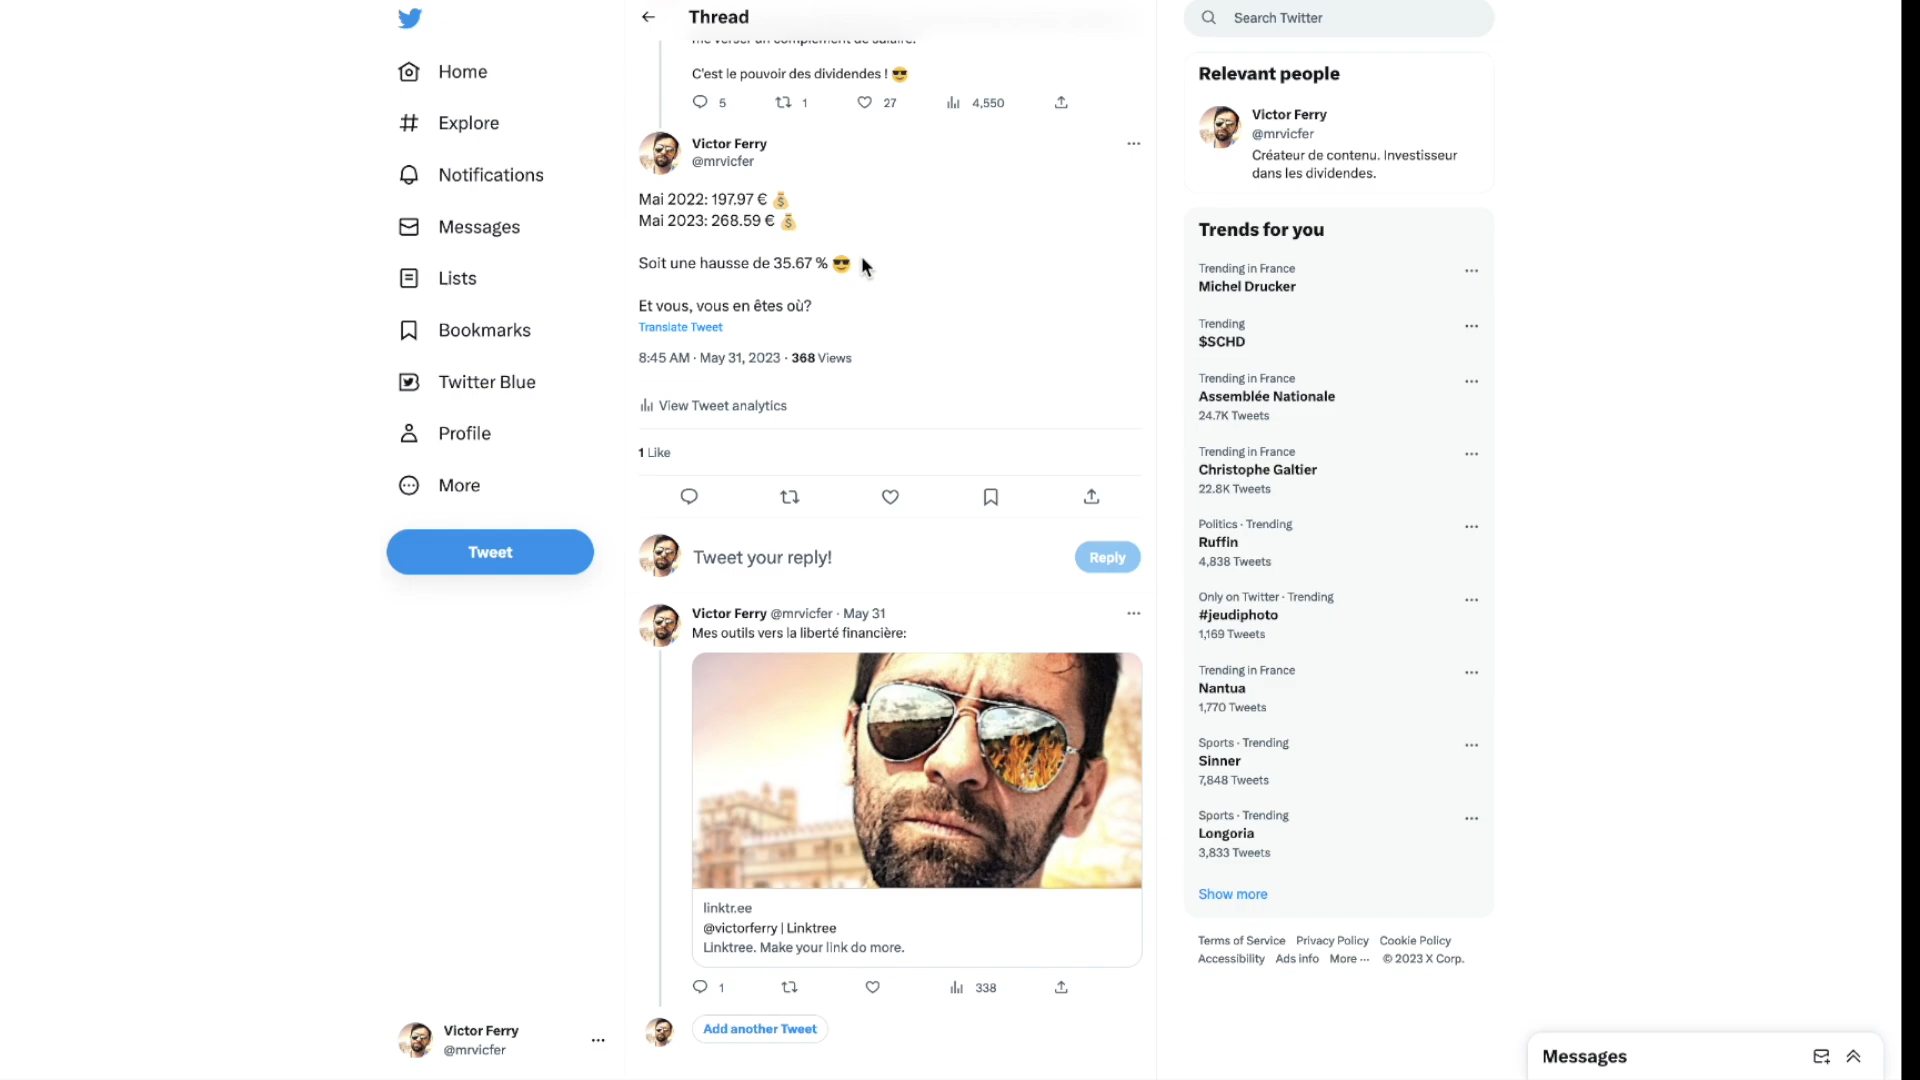 Home
Explore
Notifications
Messages
Lists
Bookmarks
Twitter Blue
Profile
More
Tweet
Victor Ferry
@mrvicfer
Thread
me verser un complément de salaire.
C'est le pouvoir des dividendes ! 😎
5 1 27 4,550
Victor Ferry
@mrvicfer
Mai 2022: 197.97 € 💰
Mai 2023: 268.59 € 💰
Soit une hausse de 35.67 % 😎
Et vous, vous en êtes où?
Translate Tweet
8:45 AM · May 31, 2023 · 368 Views
View Tweet analytics
1 Like
Tweet your reply!
Reply
Victor Ferry @mrvicfer · May 31
Mes outils vers la liberté financière:
linktr.ee
@victorferry | Linktree
Linktree. Make your link do more.
1 338
Add another Tweet
Search Twitter
Relevant people
Victor Ferry
@mrvicfer
Créateur de contenu. Investisseur
dans les dividendes.
Trends for you
Trending in France
Michel Drucker
Trending
$SCHD
Trending in France
Assemblée Nationale
24.7K Tweets
Trending in France
Christophe Galtier
22.8K Tweets
Politics · Trending
Ruffin
4,838 Tweets
Only on Twitter · Trending
#jeudiphoto
1,169 Tweets
Trending in France
Nantua
1,770 Tweets
Sports · Trending
Sinner
7,848 Tweets
Sports · Trending
Longoria
3,833 Tweets
Show more
Terms of Service Privacy Policy Cookie Policy
Accessibility Ads info More ··· © 2023 X Corp.
Messages